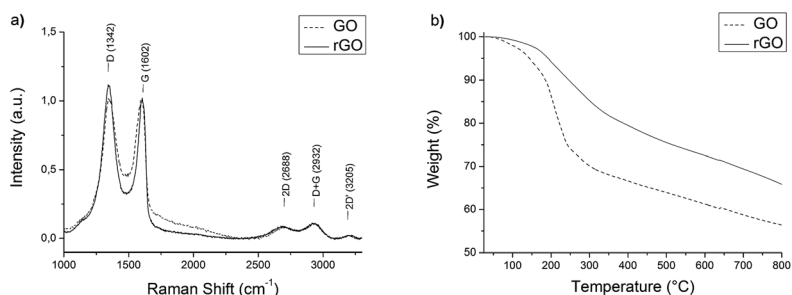 a)
GO
rGO
D (1342)
G (1602)
2D (2688)
D+G (2932)
2D' (3205)
1,5
1,0
0,5
0,0
Intensity (a.u.)
1000 1500 2000 2500 3000
Raman Shift (cm-1)
b)
GO
rGO
100
90
80
70
60
50
Weight (%)
100 200 300 400 500 600 700 800
Temperature (°C)